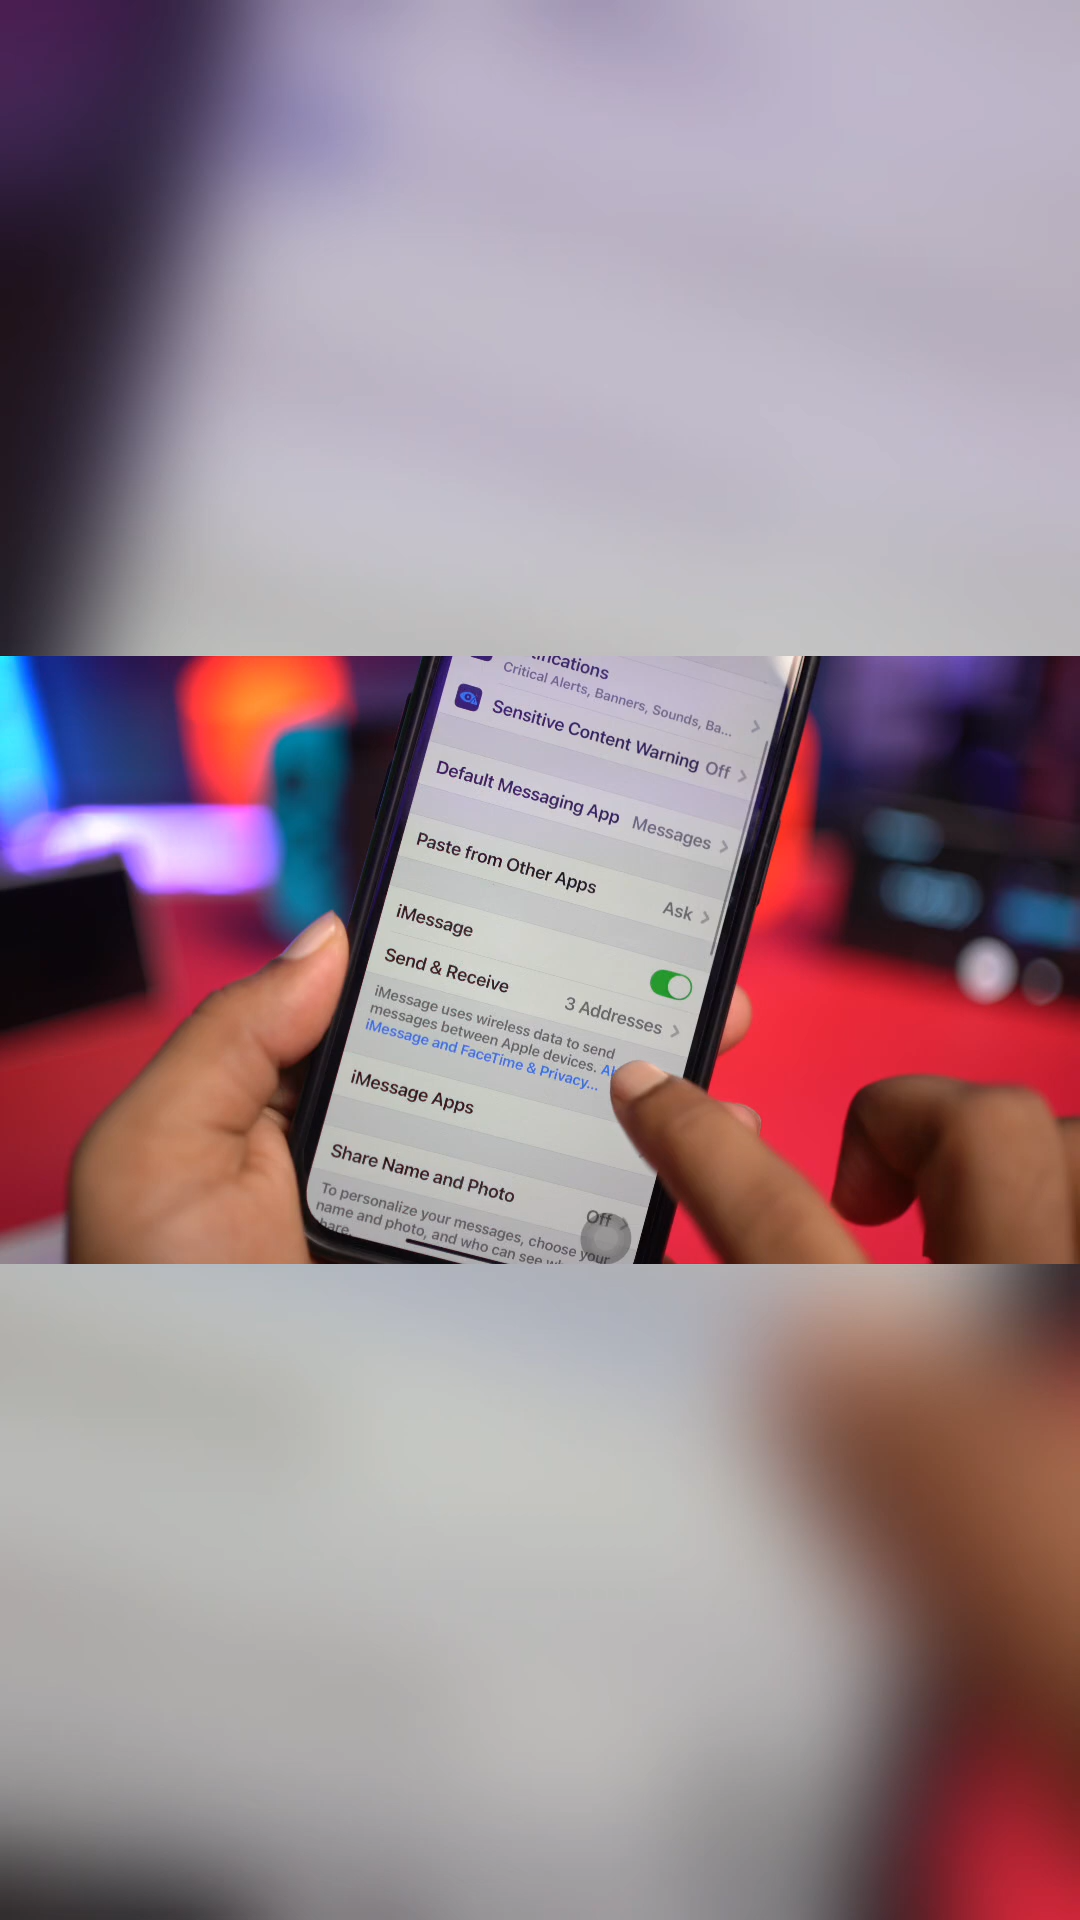 Critical Alerts, Banners, Sounds, Ba...
Sensitive Content Warning Off
Default Messaging App Messages
Paste from Other Apps Ask
iMessage
Send & Receive 3 Addresses
iMessage uses wireless data to send
messages between Apple devices.
iMessage and FaceTime & Privacy...
iMessage Apps
Share Name and Photo Off
To personalize your messages, choose your
name and photo, and who can see